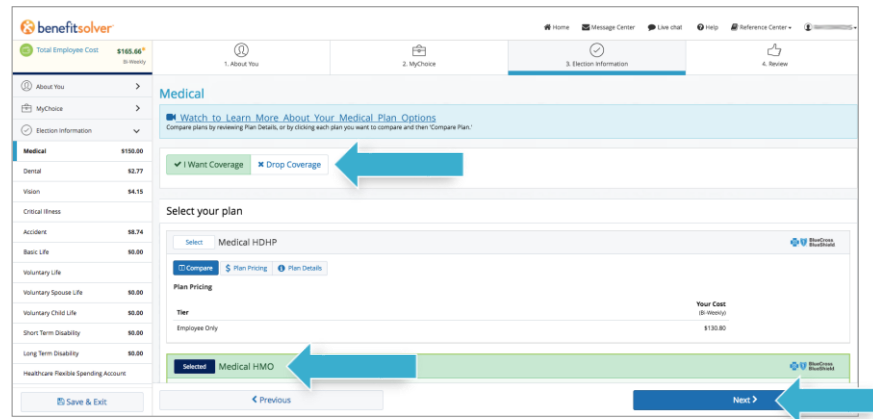 benefitsolver
Home Message Center Live chat Help Reference Center
Total Employee Cost $165.66*
Bi-Weekly
1. About You
2. MyChoice
3. Election Information
4. Review
About You
MyChoice
Election Information
Medical $150.00
Dental $2.77
Vision $4.15
Critical Illness
Accident $8.74
Basic Life $0.00
Voluntary Life
Voluntary Spouse Life $0.00
Voluntary Child Life $0.00
Short Term Disability $0.00
Long Term Disability $0.00
Healthcare Flexible Spending Account
Save & Exit
Medical
Watch to Learn More About Your Medical Plan Options
Compare plans by reviewing Plan Details, or by clicking each plan you want to compare and then 'Compare Plan.'
I Want Coverage Drop Coverage
Select your plan
Select Medical HDHP
BlueCross
BlueShield
Compare Plan Pricing Plan Details
Plan Pricing
Your Cost
Tier (Bi-Weekly)
Employee Only $130.80
Selected Medical HMO
BlueCross
BlueShield
Previous
Next